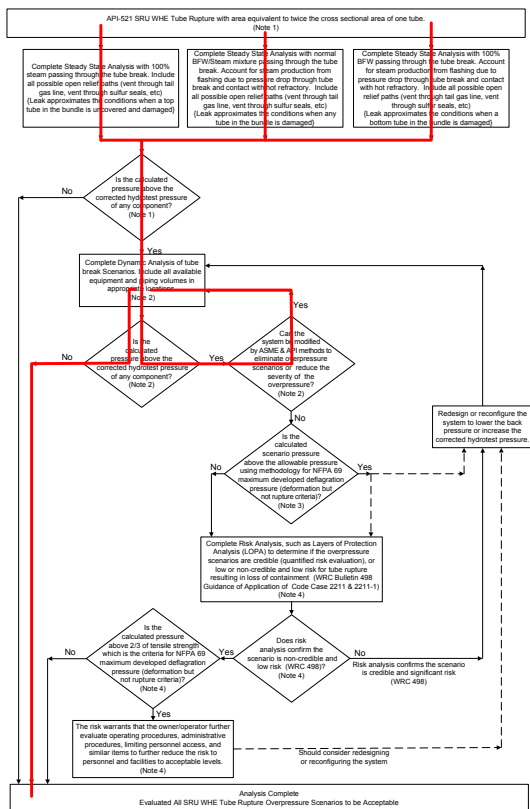 API-521 SRU WHE Tube Rupture with area equivalent to twice the cross sectional area of one tube.
(Note 1)
Complete Steady State Analysis with 100%
steam passing through the tube break. Include
all possible open relief paths (vent through tail
gas line, vent through sulfur seals, etc)
{Leak approximates the conditions when a top
tube in the bundle is uncovered and damaged}
Complete Steady State Analysis with normal
BFW/Steam mixture passing through the tube
break. Account for steam production from
flashing due to pressure drop through tube
break and contact with hot refractory. Include
all possible open relief paths (vent through tail
gas line, vent through sulfur seals, etc)
{Leak approximates the conditions when any
tube in the bundle is damaged}
Complete Steady State Analysis with 100%
BFW passing through the tube break. Account
for steam production from flashing due to
pressure drop through tube break and contact
with hot refractory. Include all possible open
relief paths (vent through tail gas line, vent
through sulfur seals, etc)
{Leak approximates the conditions when a
bottom tube in the bundle is damaged}
Is the calculated
pressure above the
corrected hydrotest pressure
of any component?
(Note 1)
No
Yes
Complete Dynamic Analysis of tube
break Scenarios. Include all available
equipment and piping volumes in
appropriate locations
(Note 2)
Is the
calculated
pressure above the
corrected hydrotest pressure
of any component?
(Note 2)
No
Yes
Yes
Can the
system be modified
by ASME & API methods to
eliminate overpressure
scenarios or reduce the
severity of the
overpressure?
(Note 2)
No
Redesign or reconfigure the
system to lower the back
pressure or increase the
corrected hydrotest pressure.
Is the
calculated
scenario pressure
above the allowable pressure
using methodology for NFPA 69
maximum developed deflagration
pressure (deformation but
not rupture criteria)?
(Note 3)
No
Yes
Complete Risk Analysis, such as Layers of Protection
Analysis (LOPA) to determine if the overpressure
scenarios are credible (quantified risk evaluation), or
low or non-credible and low risk for tube rupture
resulting in loss of containment (WRC Bulletin 498
Guidance of Application of Code Case 2211 & 2211-1)
(Note 4)
Is the
calculated
pressure above 2/3 of tensile strength
which is the criteria for NFPA 69
maximum developed deflagration
pressure (deformation but
not rupture criteria)?
(Note 4)
No
Yes
Does risk
analysis confirm the
scenario is non-credible and
low risk (WRC 498)?
(Note 4)
Yes
No
Risk analysis confirms the scenario
is credible and significant risk
(WRC 498)
The risk warrants that the owner/operator further
evaluate operating procedures, administrative
procedures, limiting personnel access, and
similar items to further reduce the risk to
personnel and facilities to acceptable levels.
(Note 4)
Should consider redesigning
or reconfiguring the system
Analysis Complete
Evaluated All SRU WHE Tube Rupture Overpressure Scenarios to be Acceptable